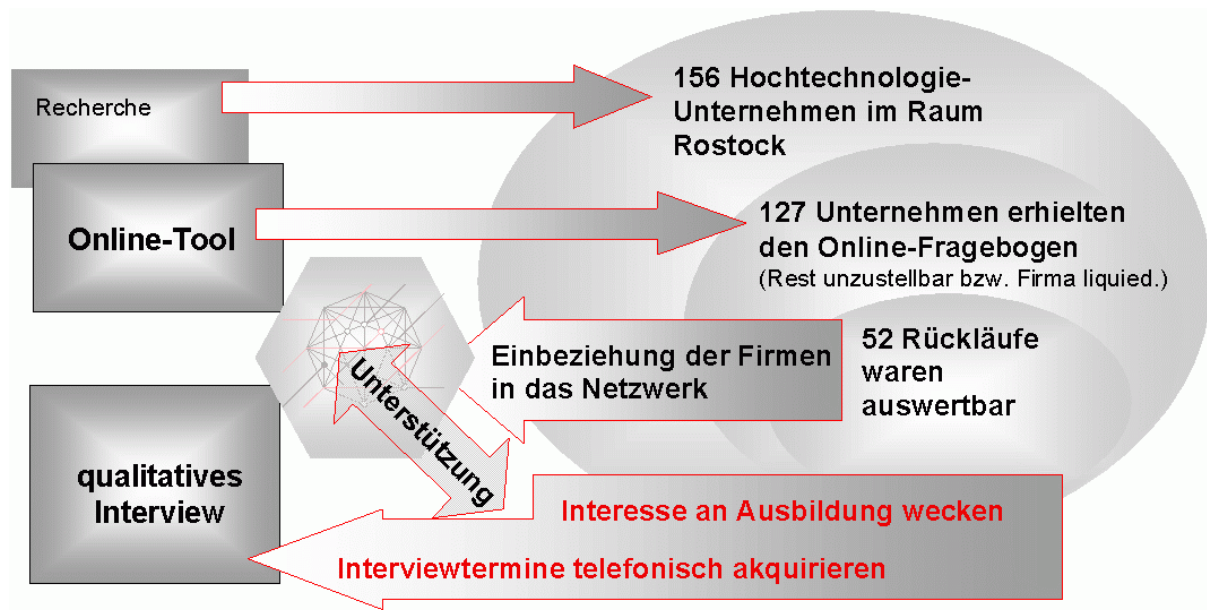 Recherche
156 Hochtechnologie-
Unternehmen im Raum
Rostock
Online-Tool
127 Unternehmen erhielten
den Online-Fragebogen
(Rest unzustellbar bzw. Firma liquied.)
Einbeziehung der Firmen
in das Netzwerk
52 Rückläufe
waren
auswertbar
Unterstützung
qualitatives
Interview
Interesse an Ausbildung wecken
Interviewtermine telefonisch akquirieren